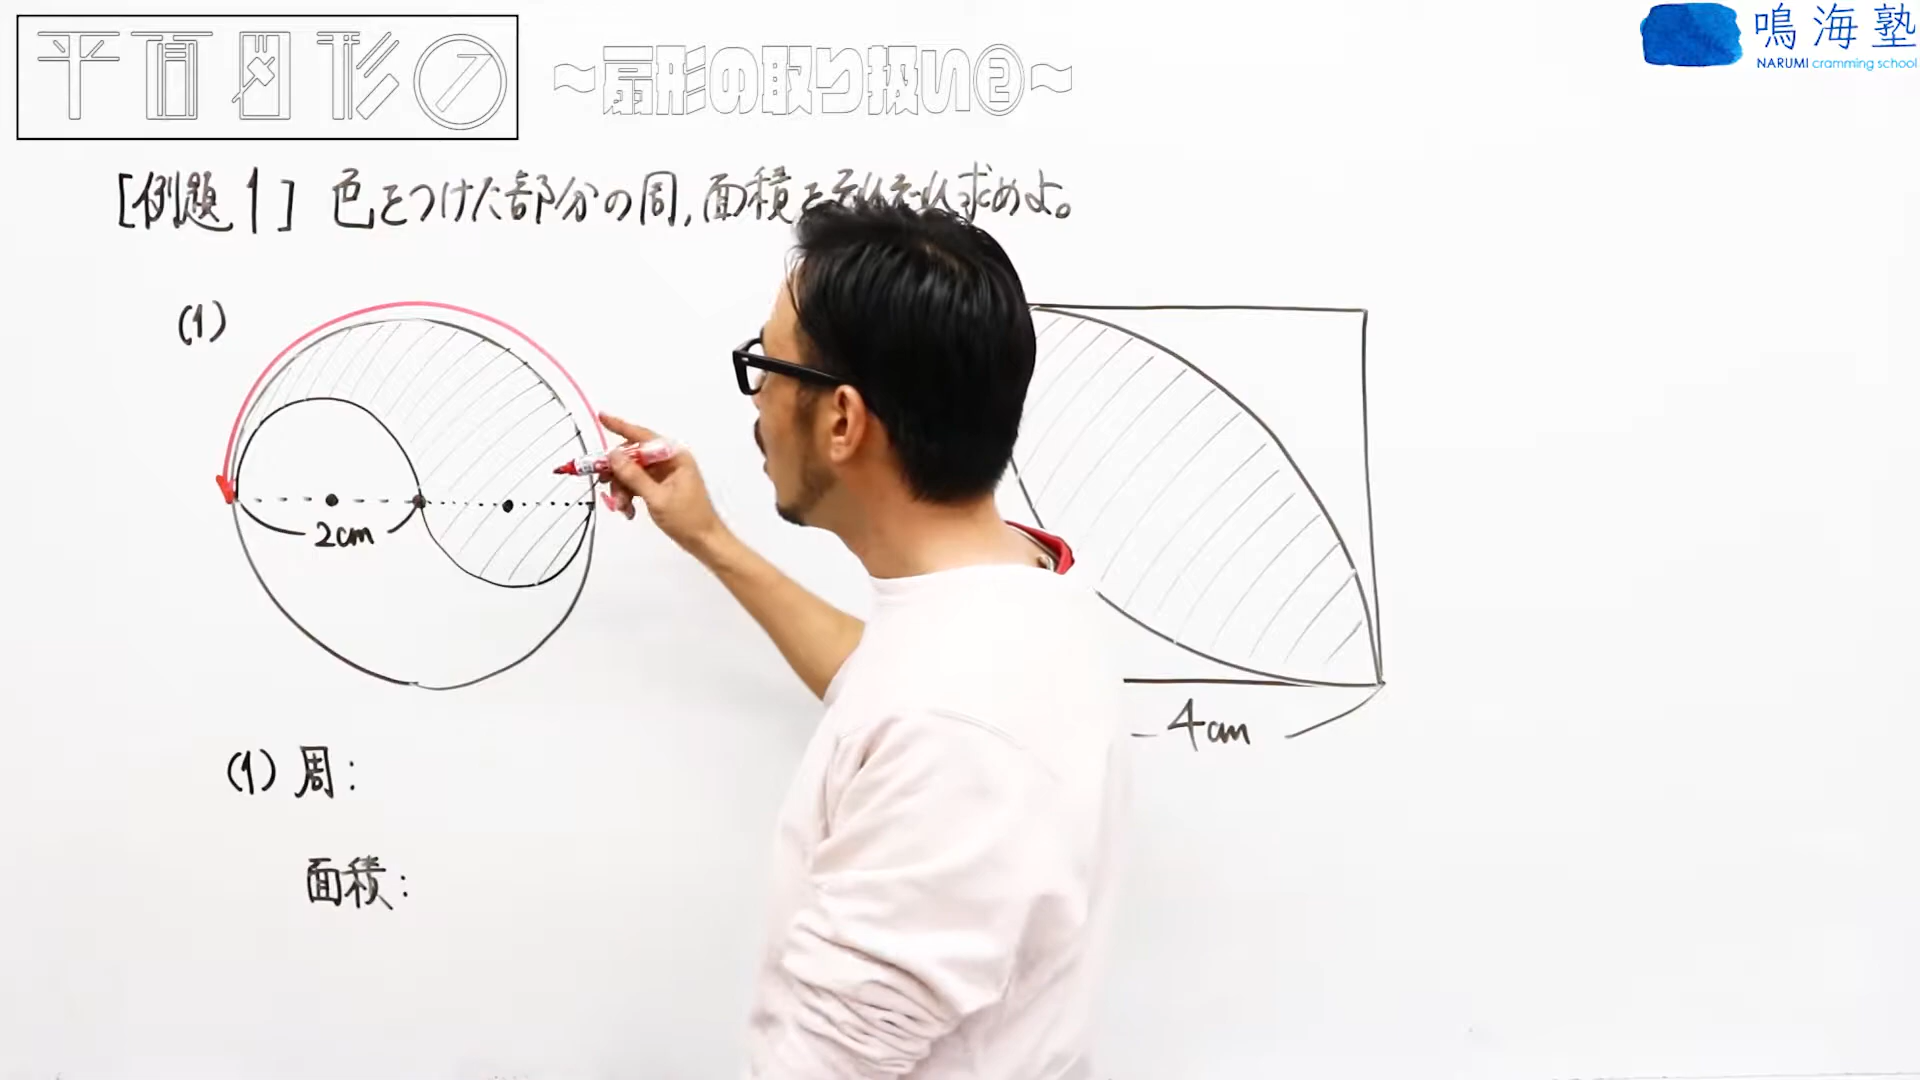 平面図形⑦
~扇形の取り扱い②~
鳴海塾
NARUMI cramming school
[例題1] 色をつけた部分の周,面積をそれぞれ求めよ。
(1)
2cm
4cm
(1) 周:
面積: